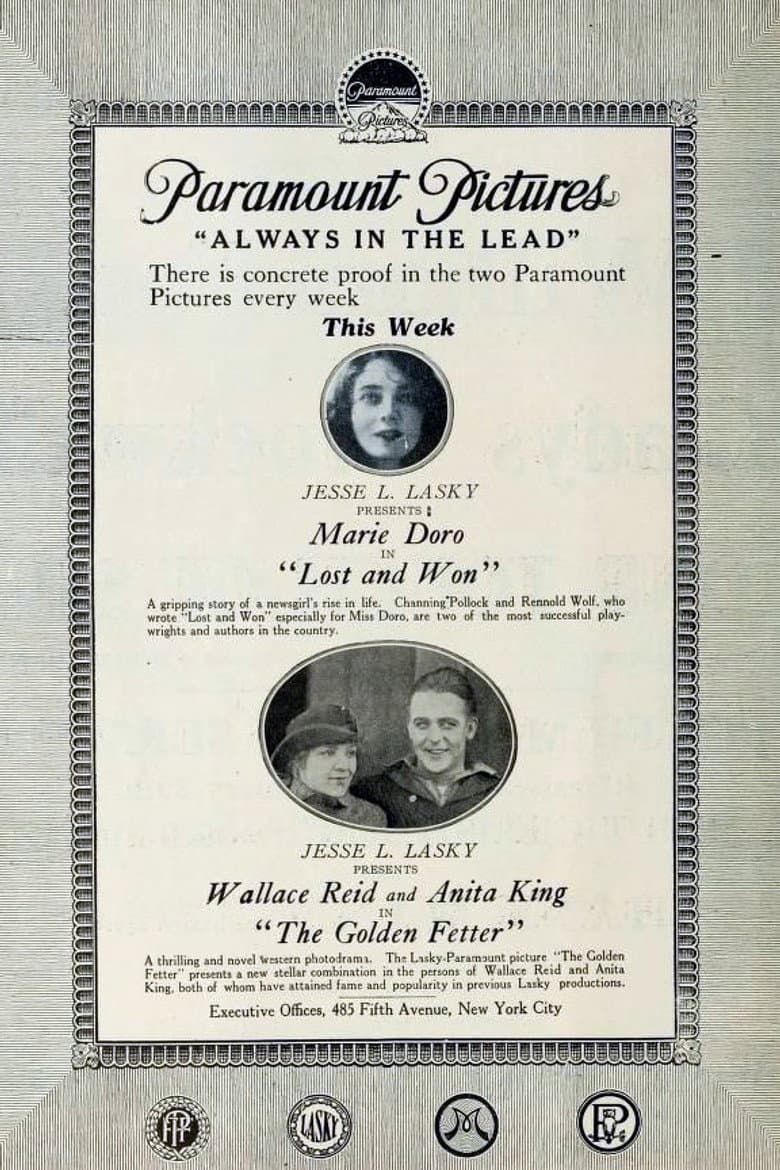 Paramount
Pictures
Paramount Pictures
"ALWAYS IN THE LEAD"
There is concrete proof in the two Paramount
Pictures every week
This Week
JESSE L. LASKY
PRESENTS
Marie Doro
IN
"Lost and Won"
A gripping story of a newsgirl's rise in life. Channing Pollock and Rennold Wolf, who
wrote "Lost and Won" especially for Miss Doro, are two of the most successful play-
wrights and authors in the country.
JESSE L. LASKY
PRESENTS
Wallace Reid and Anita King
IN
"The Golden Fetter"
A thrilling and novel Western photodrama. The Lasky-Paramount picture "The Golden
Fetter" presents a new stellar combination in the persons of Wallace Reid and Anita
King, both of whom have attained fame and popularity in previous Lasky productions.
Executive Offices, 485 Fifth Avenue, New York City
LASKY